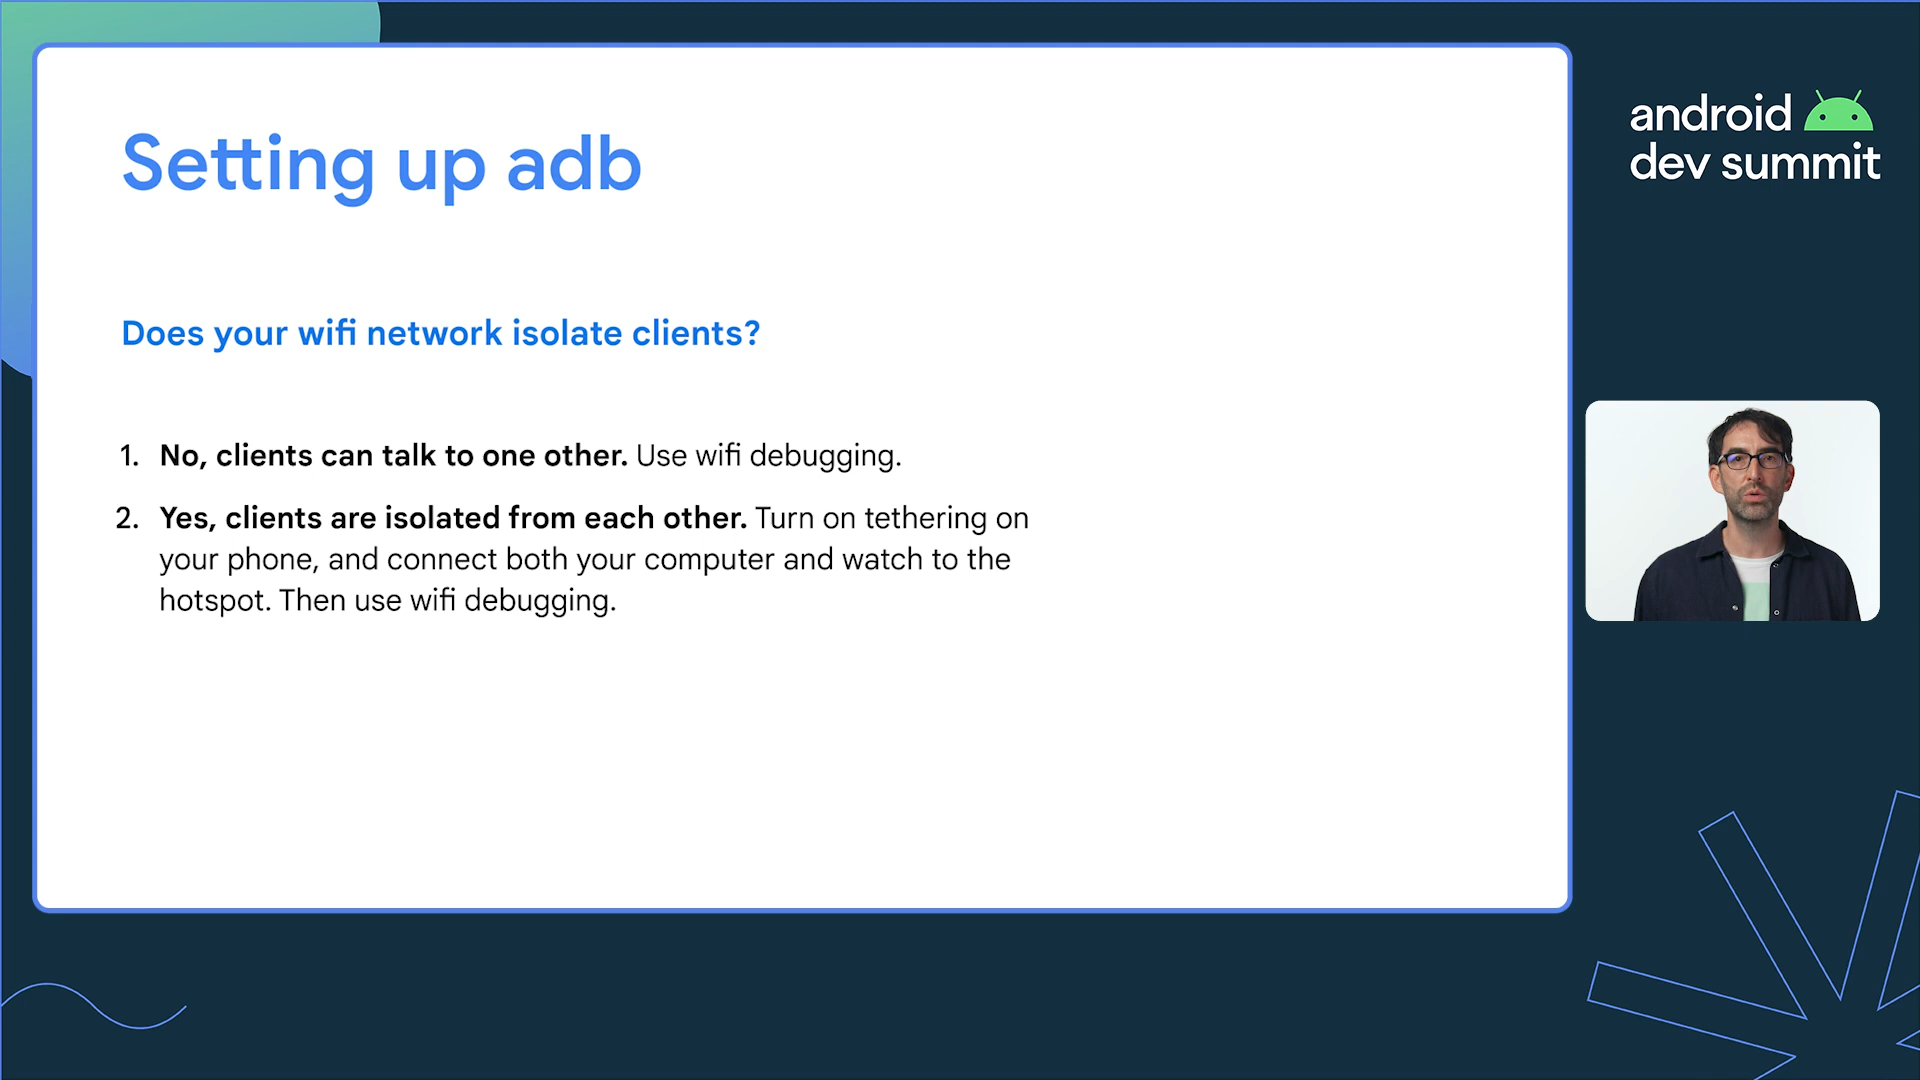 Setting up adb
Does your wifi network isolate clients?
1. No, clients can talk to one other. Use wifi debugging.
2. Yes, clients are isolated from each other. Turn on tethering on
your phone, and connect both your computer and watch to the
hotspot. Then use wifi debugging.
android
dev summit